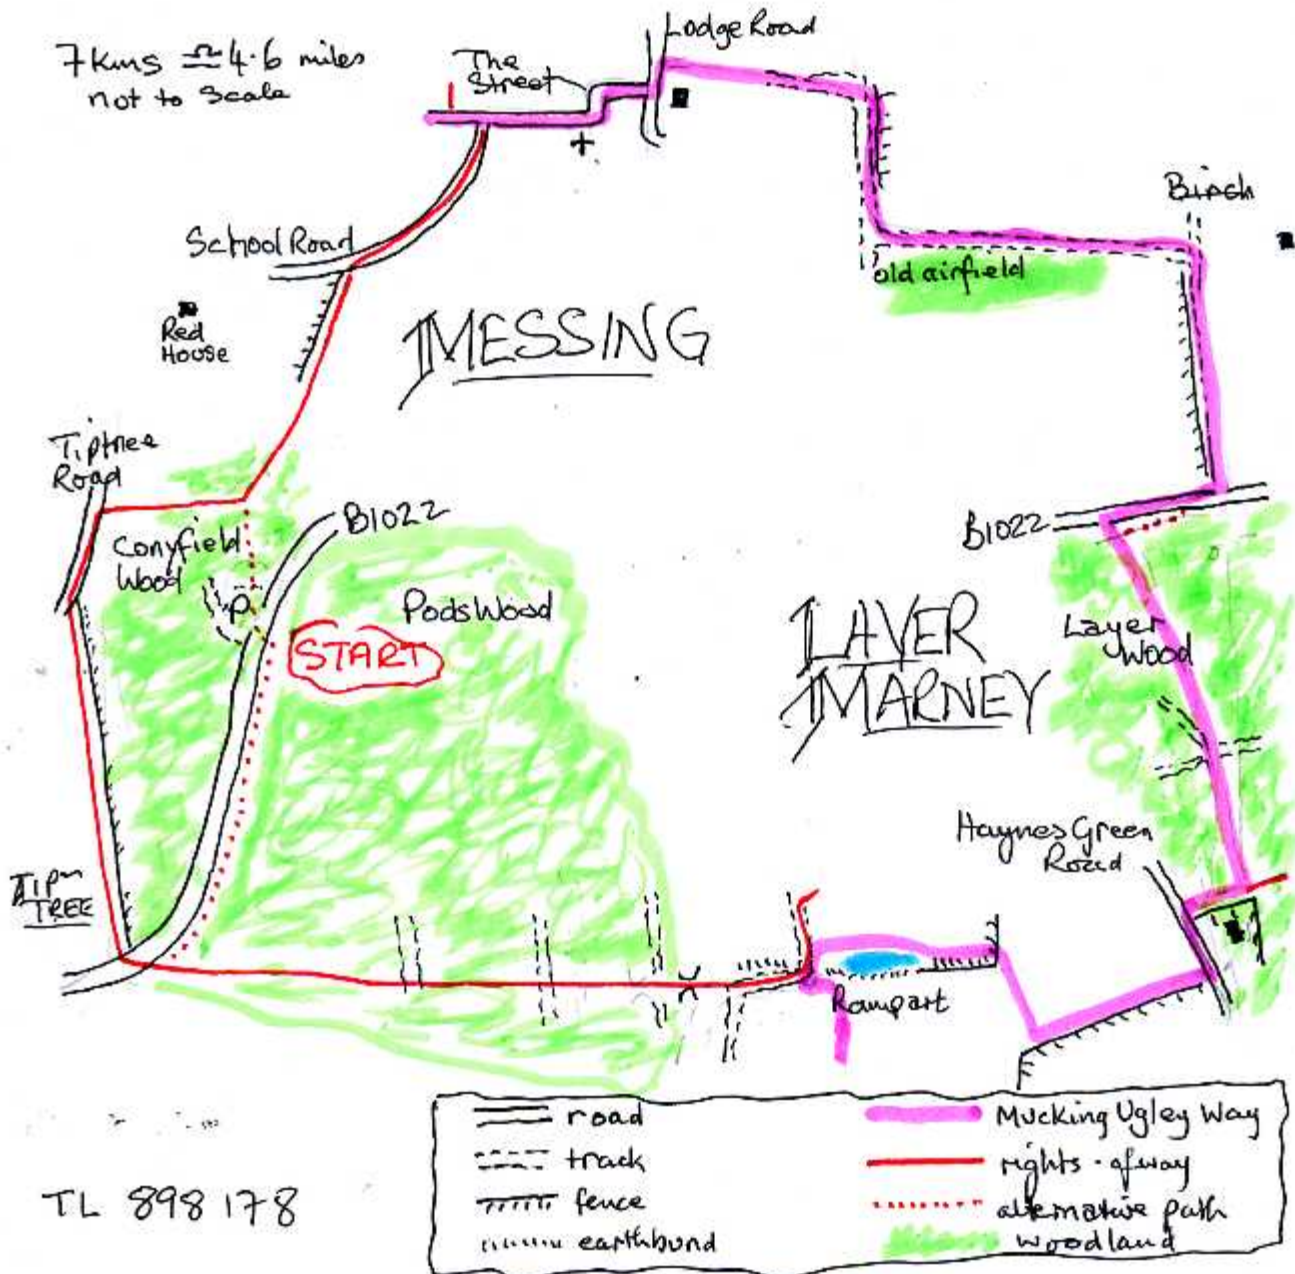 7 kms ≏ 4.6 miles
not to scale
The
Street
Lodge Road
Birch
School Road
old airfield
Red
House
MESSING
Tiptree
Road
B1022
B1022
Conyfield
Wood
P
Pods Wood
START
LAYER
MARNEY
Layer
Wood
Haynes Green
Road
TIP
TREE
Rampart
road
track
fence
earthbund
Mucking Ugley Way
rights-of way
alternative path
woodland
TL 898 178